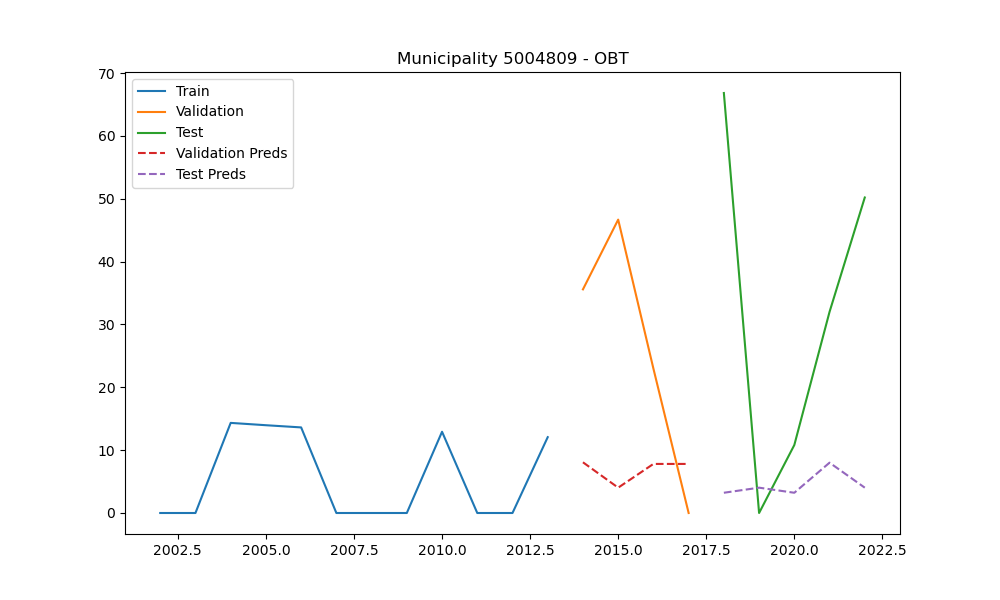 Municipality 5004809 - OBT
70
60
50
40
30
20
10
0
Train
Validation
Test
Validation Preds
Test Preds
2002.5 2005.0 2007.5 2010.0 2012.5 2015.0 2017.5 2020.0 2022.5